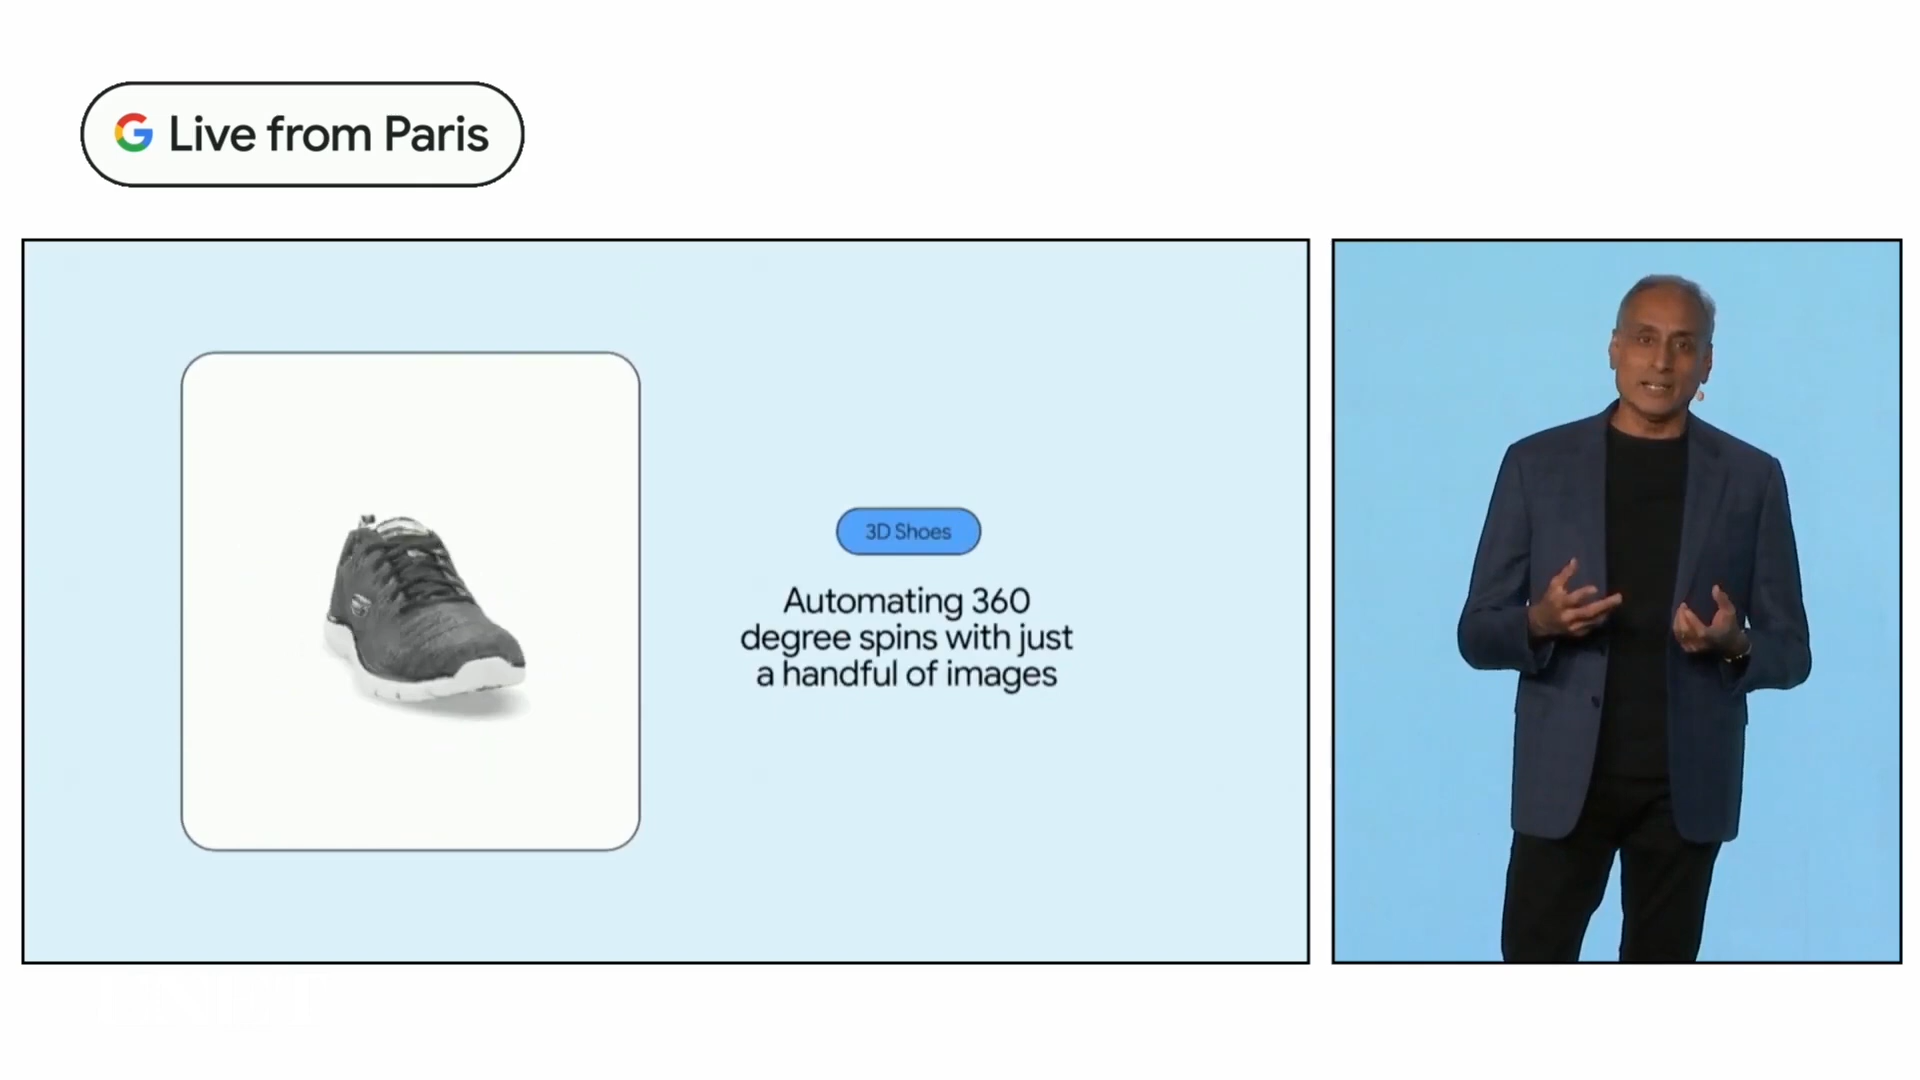 Live from Paris
3D Shoes
Automating 360
degree spins with just
a handful of images